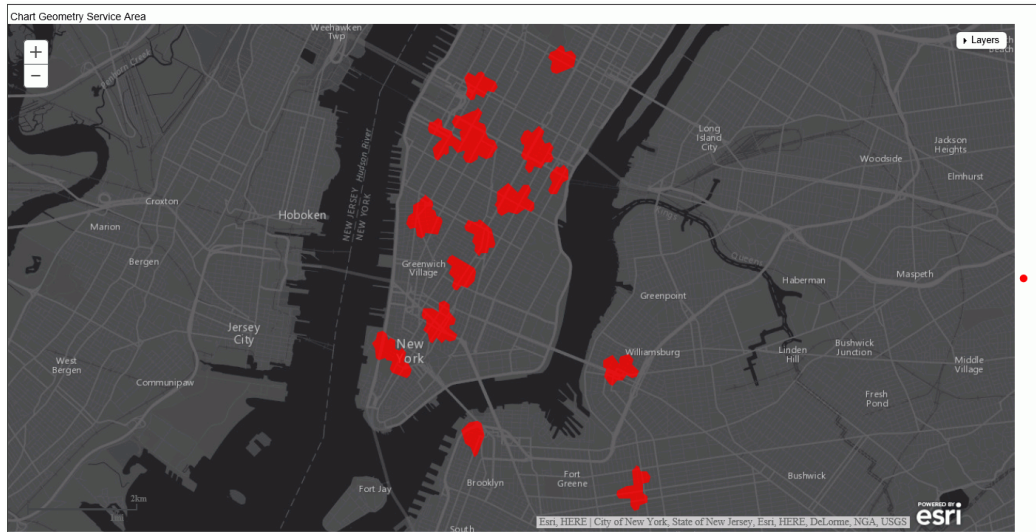 Chart Geometry Service Area
Weehawken
Twp
+
−
Layers
Beach
Long
Island
City
Jackson
Heights
Woodside
Elmhurst
NEW JERSEY
NEW YORK
Hudson River
Croxton
Hoboken
Marion
Bergen
Greenwich
Village
Queens
Haberman
Maspeth
Greenpoint
Jersey
City
New
York
West
Bergen
Communipaw
Williamsburg
Linden
Hill
Bushwick
Junction
Middle
Village
Fresh
Pond
Fort Jay
Brooklyn
Fort
Greene
Bushwick
2km
1mi
South
Esri, HERE | City of New York, State of New Jersey, Esri, HERE, DeLorme, NGA, USGS
POWERED BY
esri